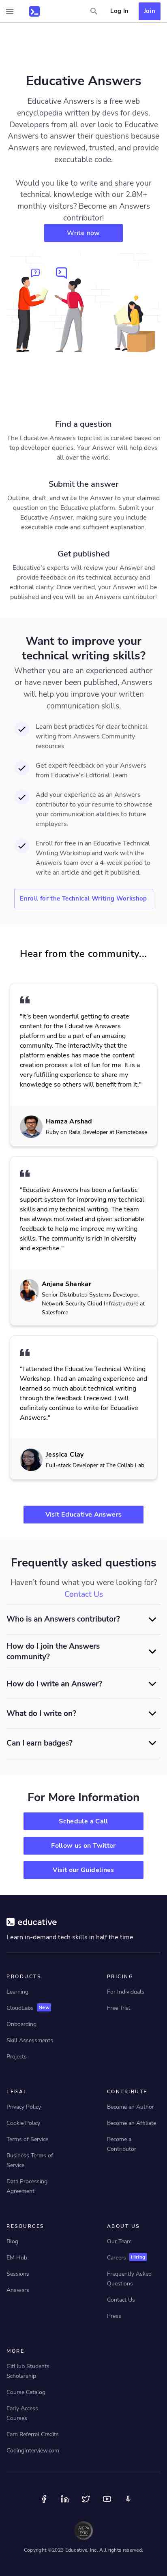 Log In
Join
Educative Answers
Educative Answers is a free web
encyclopedia written by devs for devs.
Developers from all over look to Educative
Answers to answer their questions because
Answers are reviewed, trusted, and provide
executable code.
Would you like to write and share your
technical knowledge with our 2.8M+
monthly visitors? Become an Answers
contributor!
Write now
Find a question
The Educative Answers topic list is curated based on
top developer queries. Your Answer will help devs
all over the world.
Submit the answer
Outline, draft, and write the Answer to your claimed
question on the Educative platform. Submit your
Educative Answer, making sure you include
executable code and sufficient explanation.
Get published
Educative's experts will review your Answer and
provide feedback on its technical accuracy and
editorial clarity. Once verified, your Answer will be
published and you will be an Answers contributor!
Want to improve your
technical writing skills?
Whether you are an experienced author
or have never been published, Answers
will help you improve your written
communication skills.
Learn best practices for clear technical
writing from Answers Community
resources
Get expert feedback on your Answers
from Educative's Editorial Team
Add your experience as an Answers
contributor to your resume to showcase
your communication abilities to future
employers.
Enroll for free in an Educative Technical
Writing Workshop and work with the
Answers team over a 4-week period to
write an answer and get it published.
Enroll for the Technical Writing Workshop
Hear from the community...
"It's been wonderful getting to create
content for the Educative Answers
platform and to be a part of an amazing
community. The interactivity that the
platform enables has made the content
creation process a lot of fun for me. It is a
very fulfilling experience to share my
knowledge so others will benefit from it."
Hamza Arshad
Ruby on Rails Developer at Remotebase
"Educative Answers has been a fantastic
support system for improving my technical
skills and my technical writing. The team
has always motivated and given actionable
feedback to help me improve my writing
skills. The community is rich in diversity
and expertise."
Anjana Shankar
Senior Distributed Systems Developer,
Network Security Cloud Infrastructure at
Salesforce
"I attended the Educative Technical Writing
Workshop. I had an amazing experience and
learned so much about technical writing
through the feedback I received. I will
definitely continue to write for Educative
Answers."
Jessica Clay
Full-stack Developer at The Collab Lab
Visit Educative Answers
Frequently asked questions
Haven't found what you were looking for?
Contact Us
Who is an Answers contributor?
How do I join the Answers
community?
How do I write an Answer?
What do I write on?
Can I earn badges?
For More Information
Schedule a Call
Follow us on Twitter
Visit our Guidelines
educative
Learn in-demand tech skills in half the time
PRODUCTS
Learning
CloudLabs New
Onboarding
Skill Assessments
Projects
PRICING
For Individuals
Free Trial
LEGAL
Privacy Policy
Cookie Policy
Terms of Service
Business Terms of
Service
Data Processing
Agreement
CONTRIBUTE
Become an Author
Become an Affiliate
Become a
Contributor
RESOURCES
Blog
EM Hub
Sessions
Answers
ABOUT US
Our Team
Careers Hiring
Frequently Asked
Questions
Contact Us
Press
MORE
GitHub Students
Scholarship
Course Catalog
Early Access
Courses
Earn Referral Credits
CodingInterview.com
Copyright ©2023 Educative, Inc. All rights reserved.